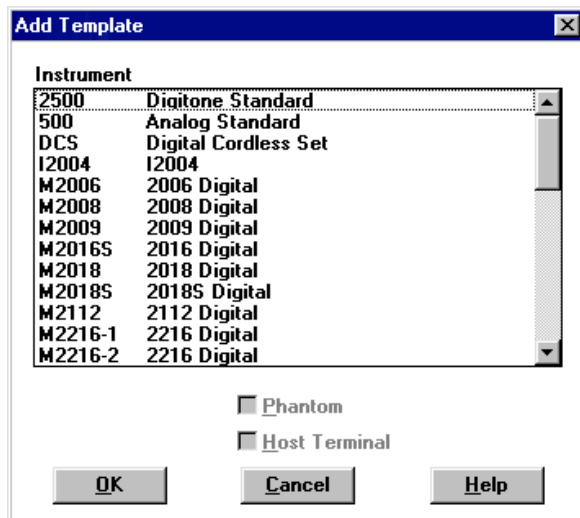 Add Template
Instrument
2500 Digitone Standard
500 Analog Standard
DCS Digital Cordless Set
I2004 I2004
M2006 2006 Digital
M2008 2008 Digital
M2009 2009 Digital
M2016S 2016 Digital
M2018 2018 Digital
M2018S 2018S Digital
M2112 2112 Digital
M2216-1 2216 Digital
M2216-2 2216 Digital
Phantom
Host Terminal
OK Cancel Help